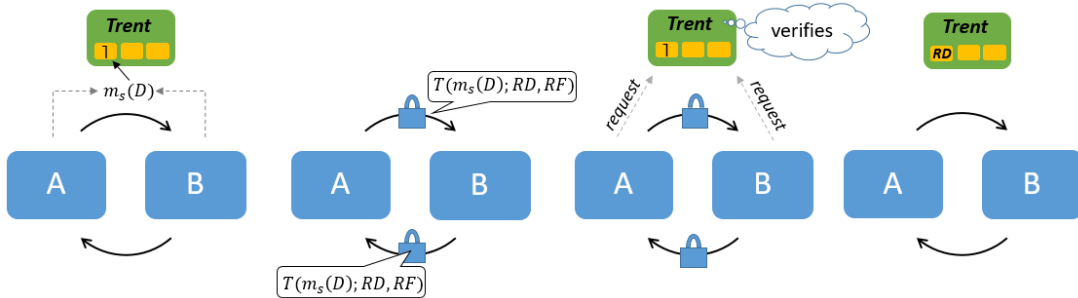 Trent
1
m_s(D)
A
B
T(m_s(D); RD, RF)
A
B
T(m_s(D); RD, RF)
Trent
1
verifies
request
request
A
B
Trent
RD
A
B